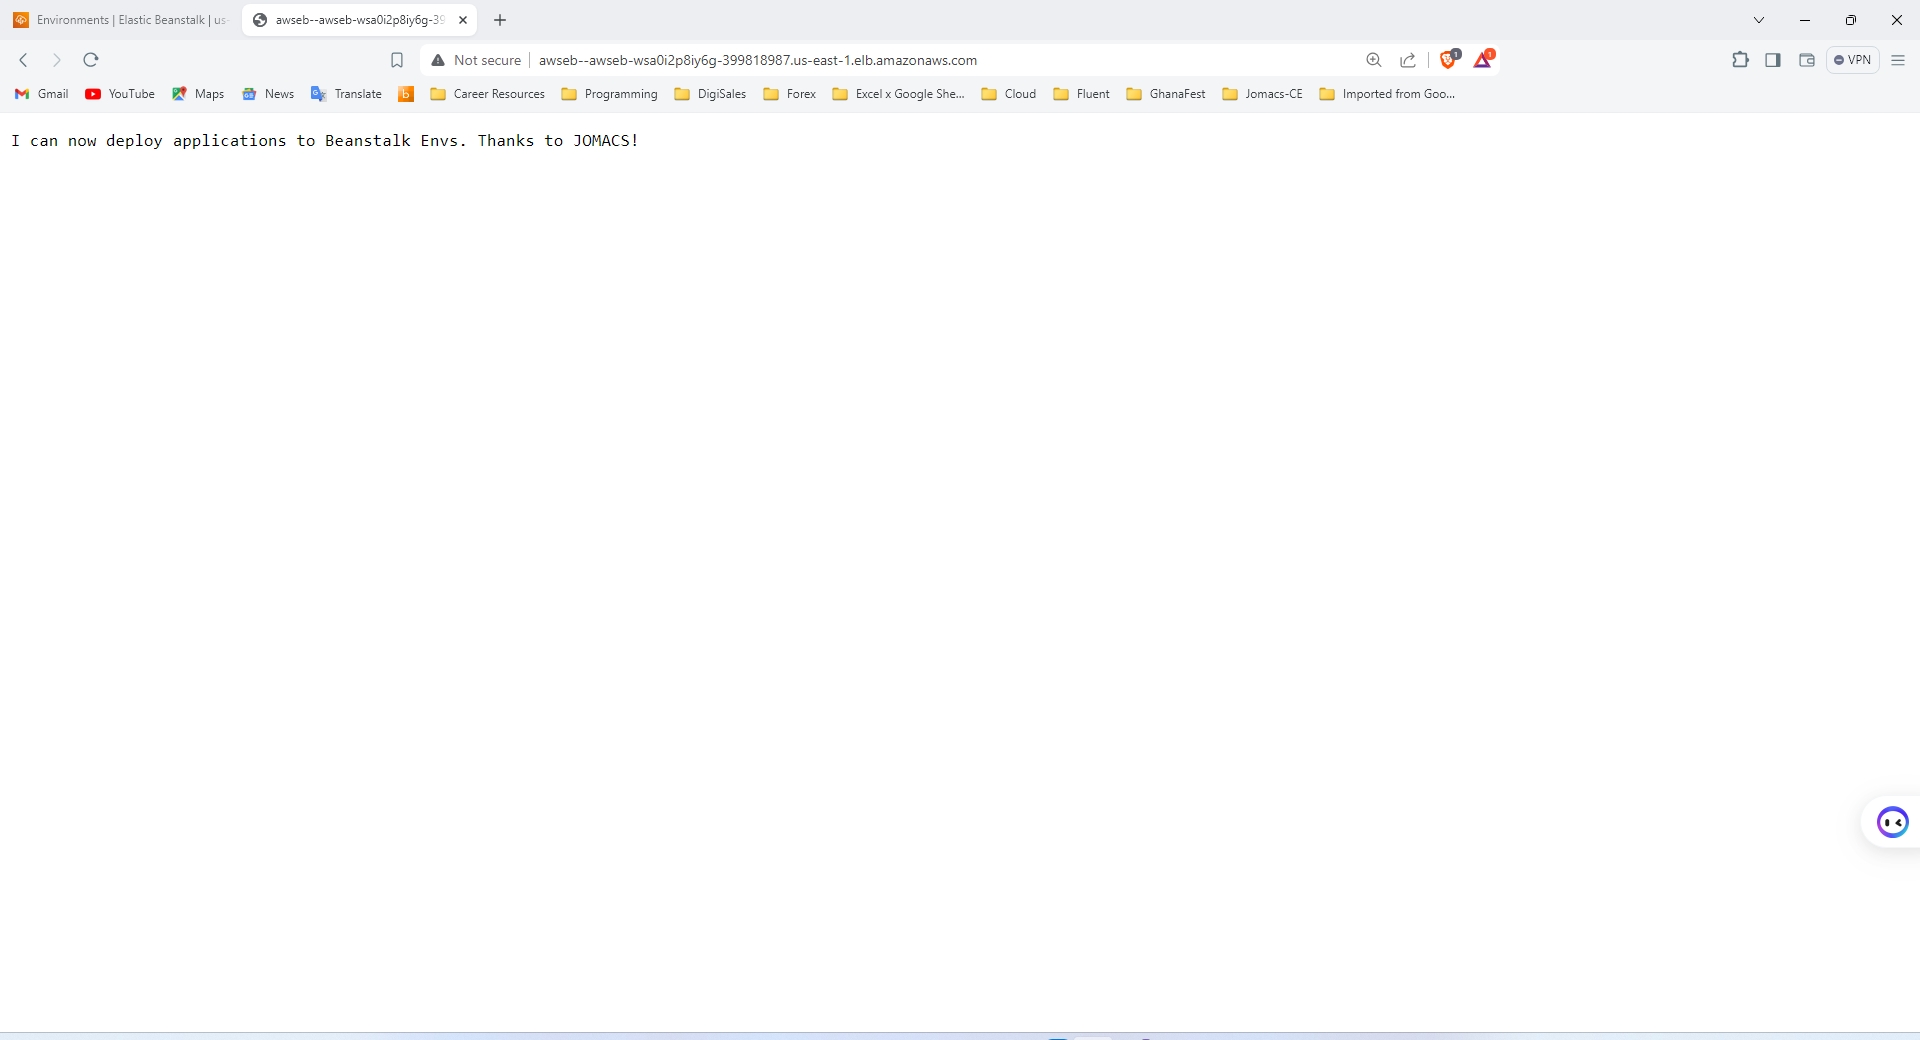 Environments | Elastic Beanstalk | us-
awseb--awseb-wsa0i2p8iy6g-39
Not secure
awseb--awseb-wsa0i2p8iy6g-399818987.us-east-1.elb.amazonaws.com
1
1
VPN
Gmail
YouTube
Maps
News
Translate
b
Career Resources
Programming
DigiSales
Forex
Excel x Google She...
Cloud
Fluent
GhanaFest
Jomacs-CE
Imported from Goo...
I can now deploy applications to Beanstalk Envs. Thanks to JOMACS!